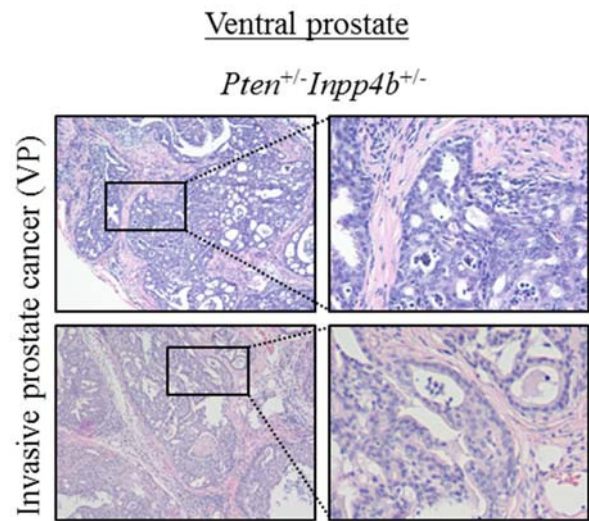 Ventral prostate
Pten+/-Inpp4b+/-
Invasive prostate cancer (VP)